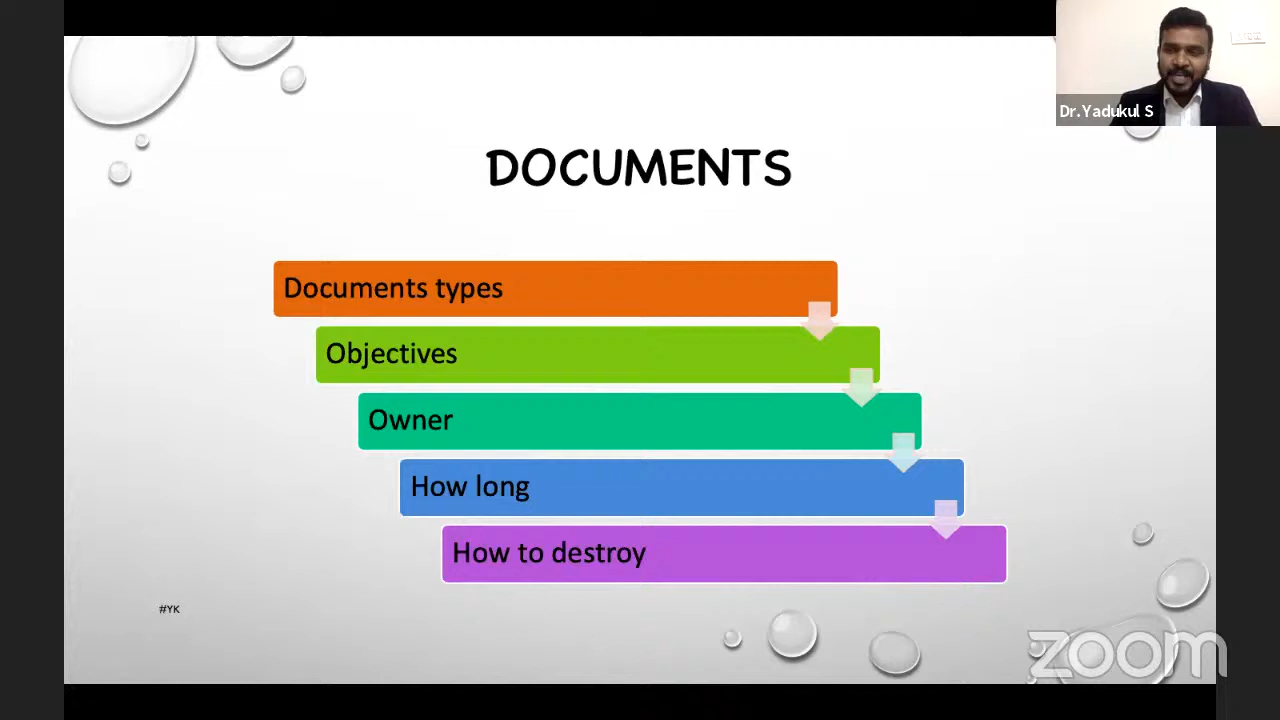 Dr.Yadukul S
DOCUMENTS
Documents types
Objectives
Owner
How long
How to destroy
#YK
zoom